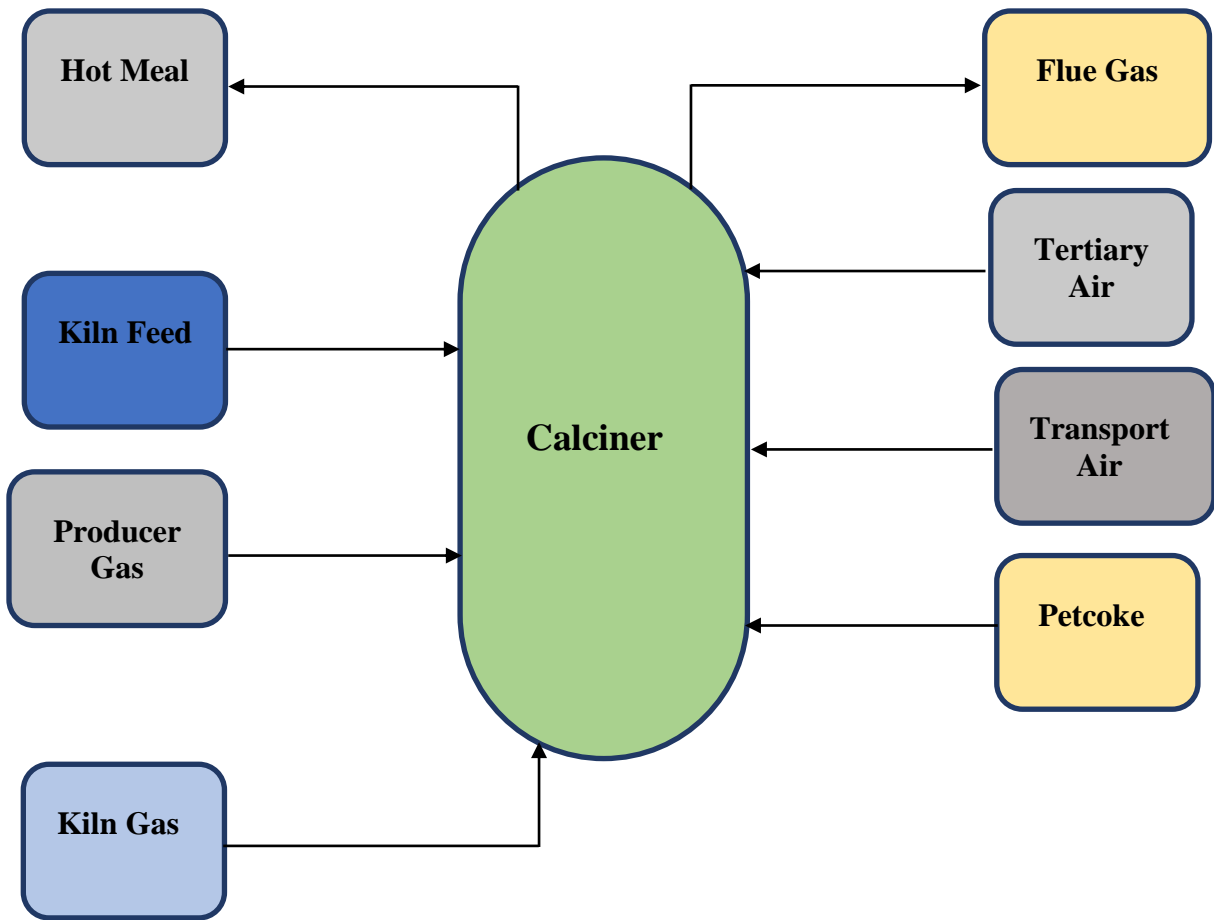 Hot Meal
Flue Gas
Tertiary
Air
Kiln Feed
Calciner
Transport
Air
Producer
Gas
Petcoke
Kiln Gas